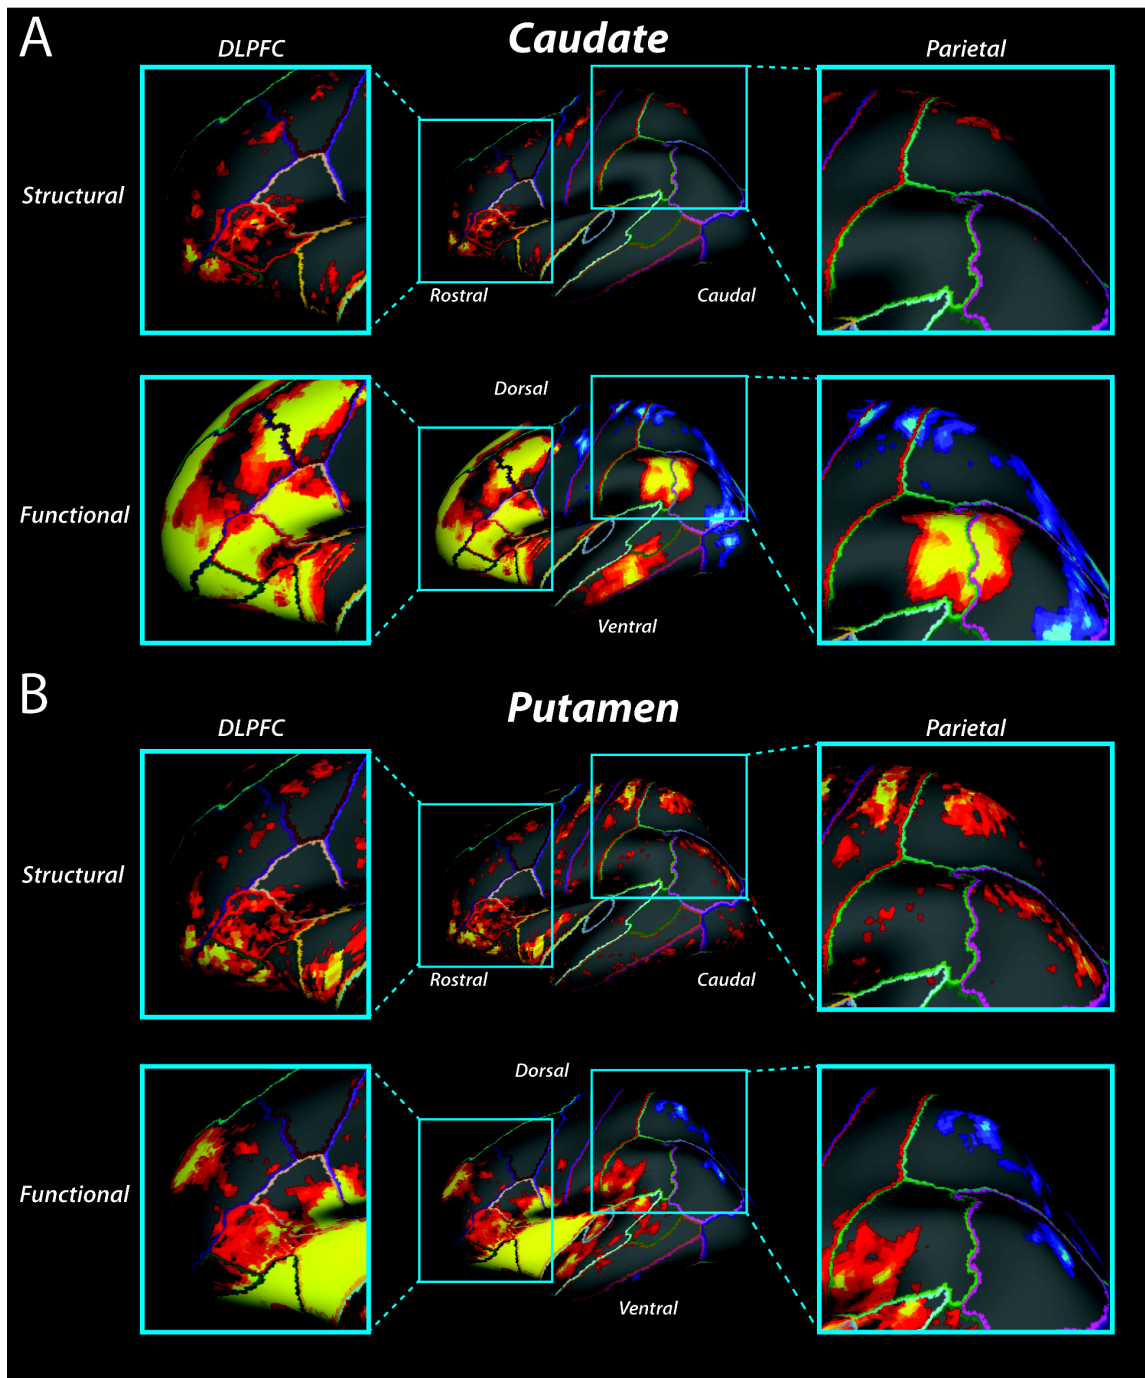 A
Caudate
DLPFC
Parietal
Structural
Rostral
Caudal
Dorsal
Functional
Ventral
B
Putamen
DLPFC
Parietal
Structural
Rostral
Caudal
Dorsal
Functional
Ventral